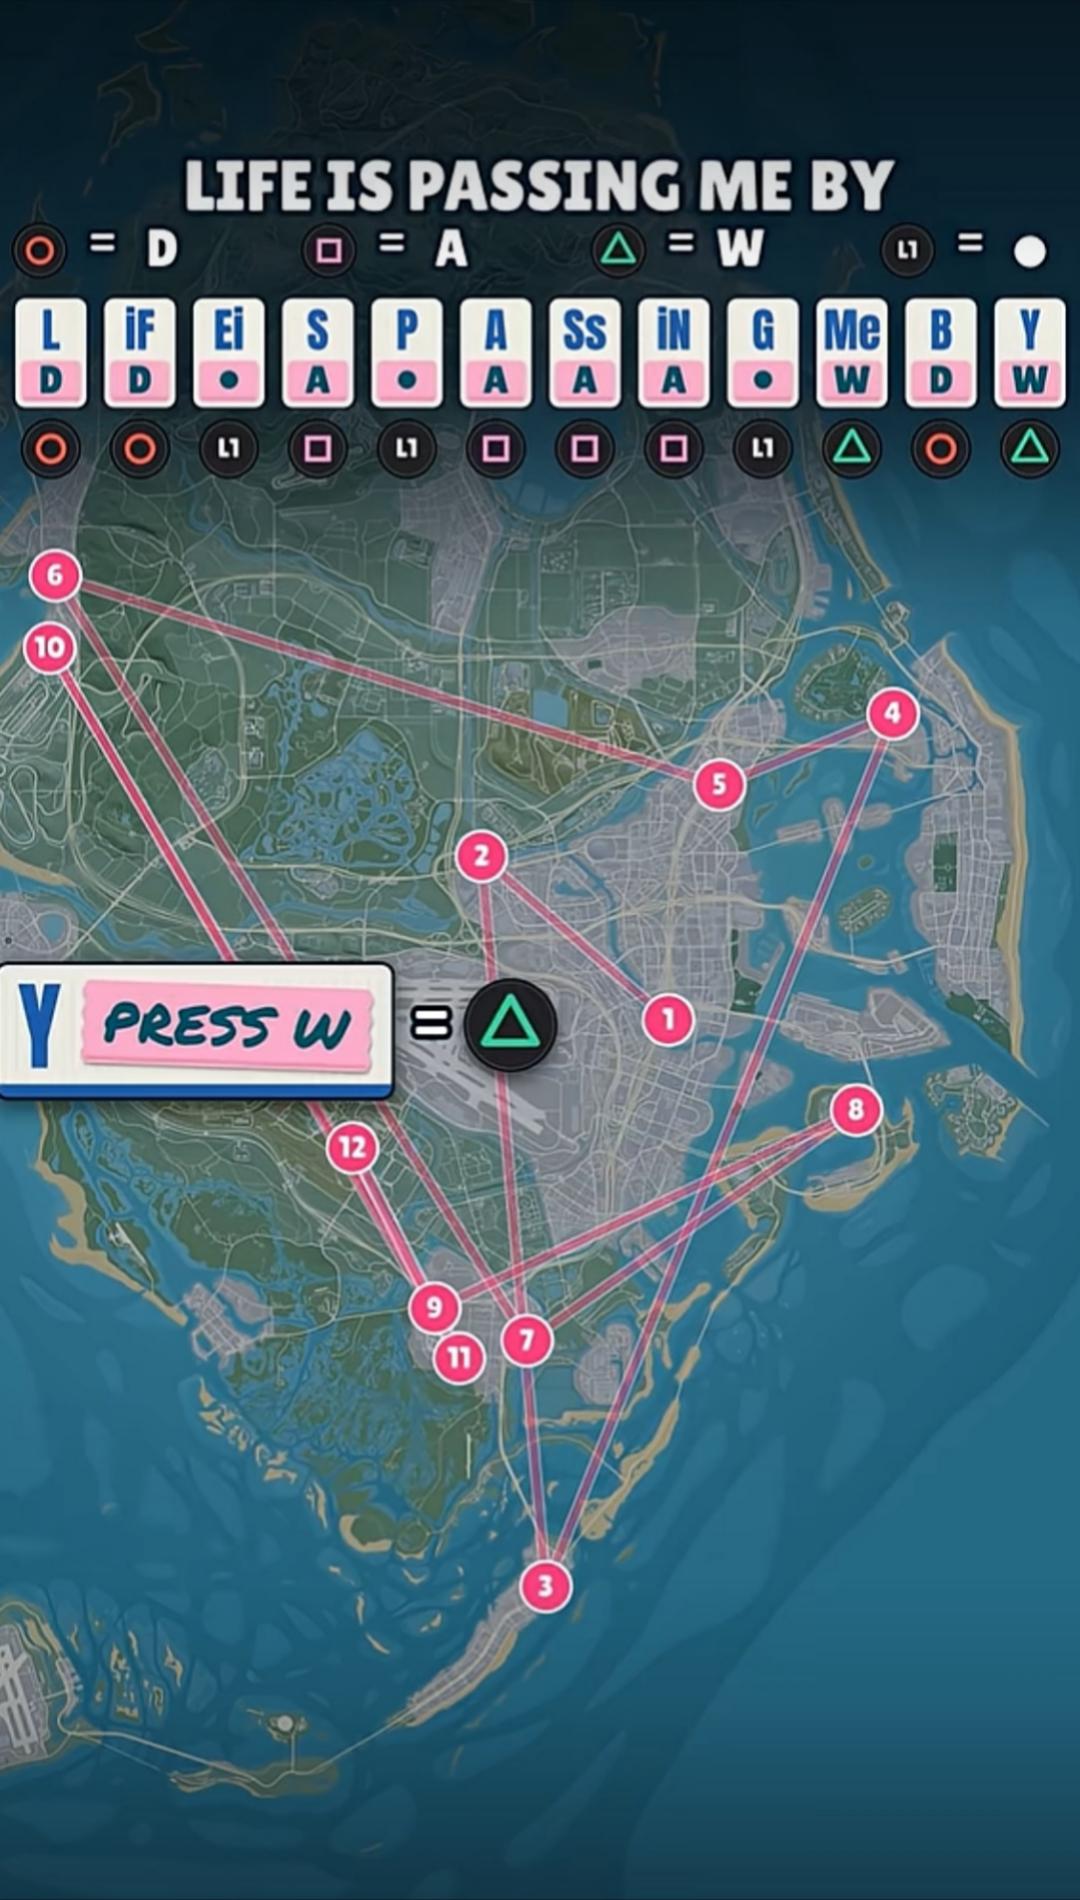 LIFE IS PASSING ME BY
= D = A = W L1 =
L iF Ei S P A Ss iN G Me B Y
D D • A • A A A • W D W
L1 L1 L1
6
10
4
5
2
1
Y PRESS W =
8
12
9
7
11
3